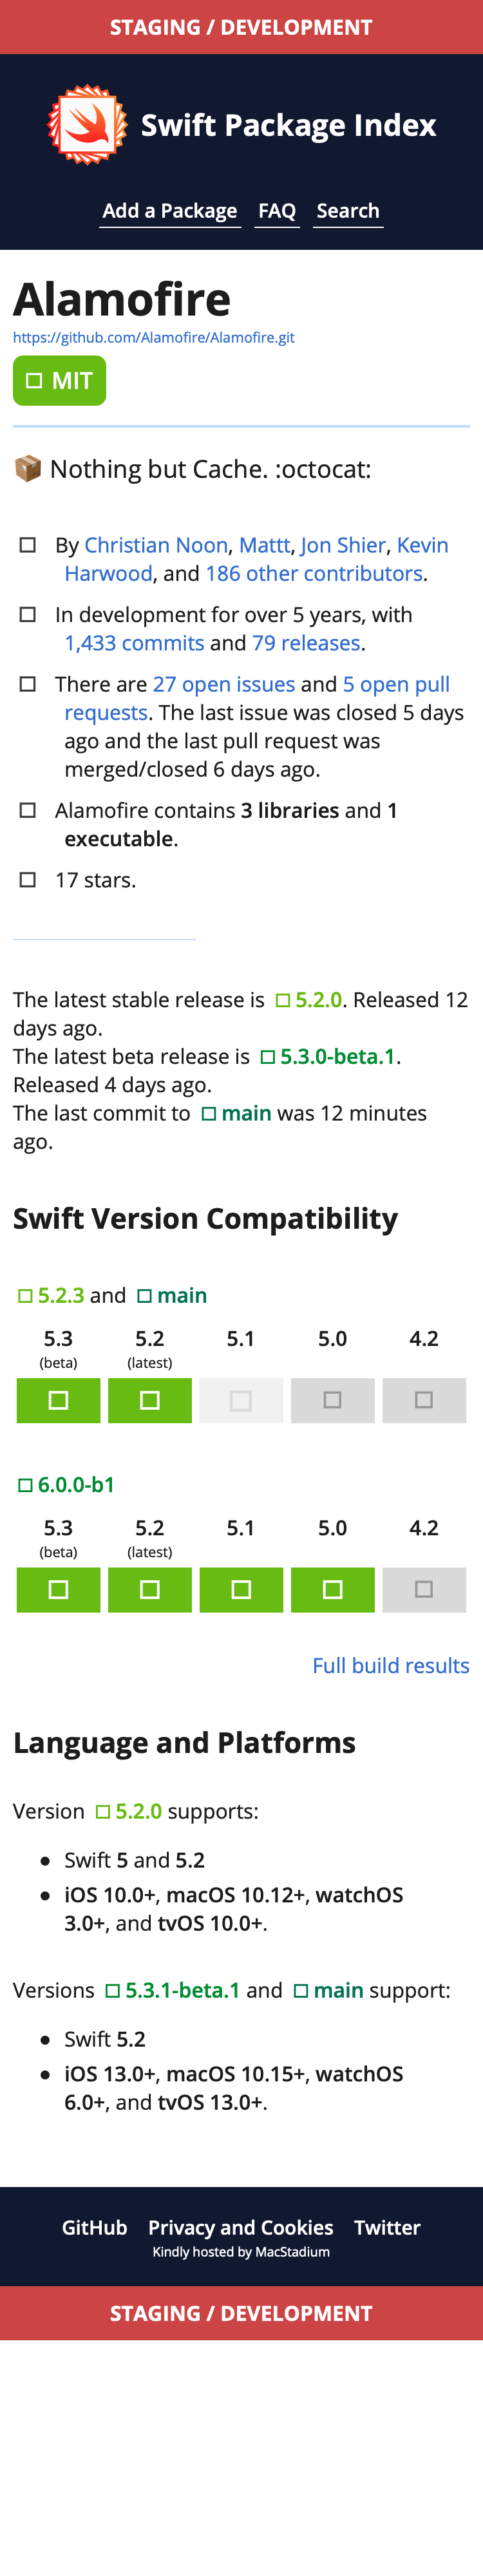 STAGING / DEVELOPMENT
Swift Package Index
Add a Package FAQ Search
Alamofire
https://github.com/Alamofire/Alamofire.git
MIT
📦 Nothing but Cache. :octocat:
By Christian Noon, Mattt, Jon Shier, Kevin
Harwood, and 186 other contributors.
In development for over 5 years, with
1,433 commits and 79 releases.
There are 27 open issues and 5 open pull
requests. The last issue was closed 5 days
ago and the last pull request was
merged/closed 6 days ago.
Alamofire contains 3 libraries and 1
executable.
17 stars.
The latest stable release is 5.2.0. Released 12
days ago.
The latest beta release is 5.3.0-beta.1.
Released 4 days ago.
The last commit to main was 12 minutes
ago.
Swift Version Compatibility
5.2.3 and main
5.3 5.2 5.1 5.0 4.2
(beta) (latest)
6.0.0-b1
5.3 5.2 5.1 5.0 4.2
(beta) (latest)
Full build results
Language and Platforms
Version 5.2.0 supports:
● Swift 5 and 5.2
● iOS 10.0+, macOS 10.12+, watchOS
3.0+, and tvOS 10.0+.
Versions 5.3.1-beta.1 and main support:
● Swift 5.2
● iOS 13.0+, macOS 10.15+, watchOS
6.0+, and tvOS 13.0+.
GitHub Privacy and Cookies Twitter
Kindly hosted by MacStadium
STAGING / DEVELOPMENT